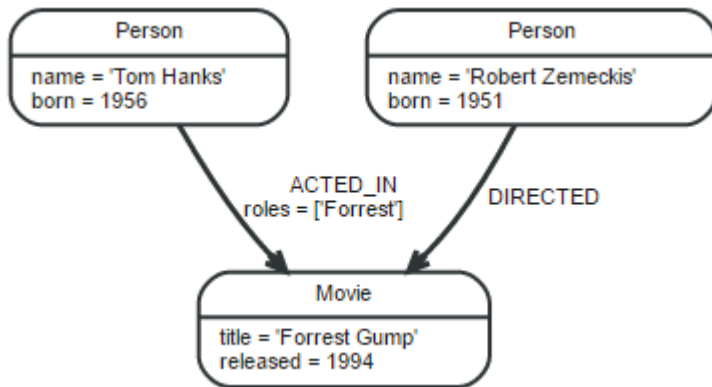 Person
name = 'Tom Hanks'
born = 1956
Person
name = 'Robert Zemeckis'
born = 1951
ACTED_IN
roles = ['Forrest']
DIRECTED
Movie
title = 'Forrest Gump'
released = 1994